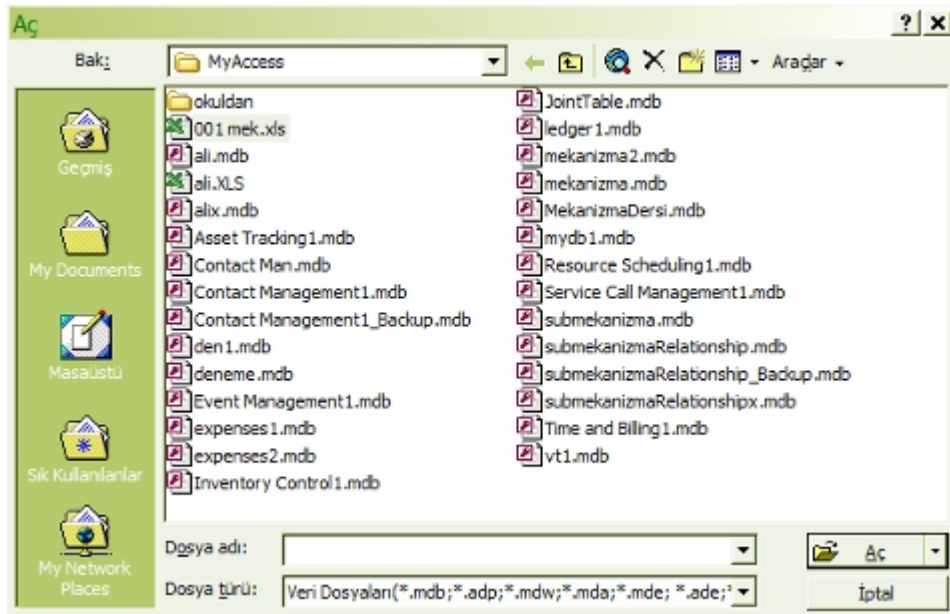 Aç
Bak:
MyAccess
Araçlar
Geçmiş
My Documents
Masaüstü
Sık Kullanılanlar
My Network
Places
okuldan
001 mek.xls
ali.mdb
ali.XLS
alix.mdb
Asset Tracking1.mdb
Contact Man.mdb
Contact Management1.mdb
Contact Management1_Backup.mdb
den1.mdb
deneme.mdb
Event Management1.mdb
expenses1.mdb
expenses2.mdb
Inventory Control1.mdb
JointTable.mdb
ledger1.mdb
mekanizma2.mdb
mekanizma.mdb
MekanizmaDersi.mdb
mydb1.mdb
Resource Scheduling1.mdb
Service Call Management1.mdb
submekanizma.mdb
submekanizmaRelationship.mdb
submekanizmaRelationship_Backup.mdb
submekanizmaRelationshipx.mdb
Time and Billing1.mdb
vt1.mdb
Dosya adı:
Aç
Dosya türü:
Veri Dosyaları(*.mdb;*.adp;*.mdw;*.mda;*.mde; *.ade;*
İptal